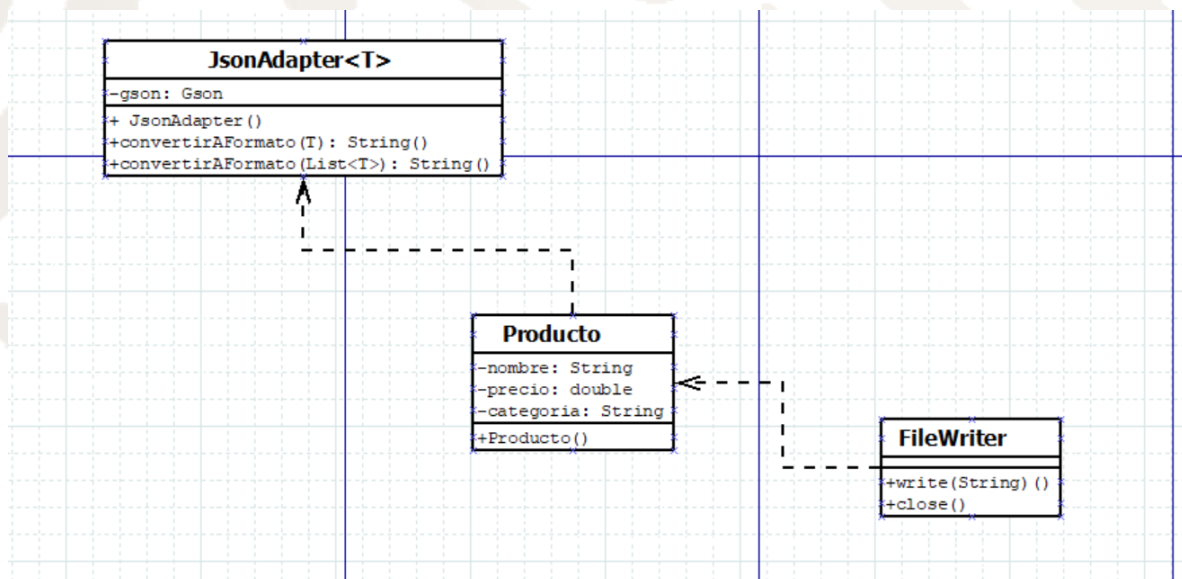 JsonAdapter<T>
-gson: Gson
+ JsonAdapter()
+convertirAFormato(T): String()
+convertirAFormato(List<T>): String()
Producto
-nombre: String
-precio: double
-categoria: String
+Producto()
FileWriter
+write(String)()
+close()